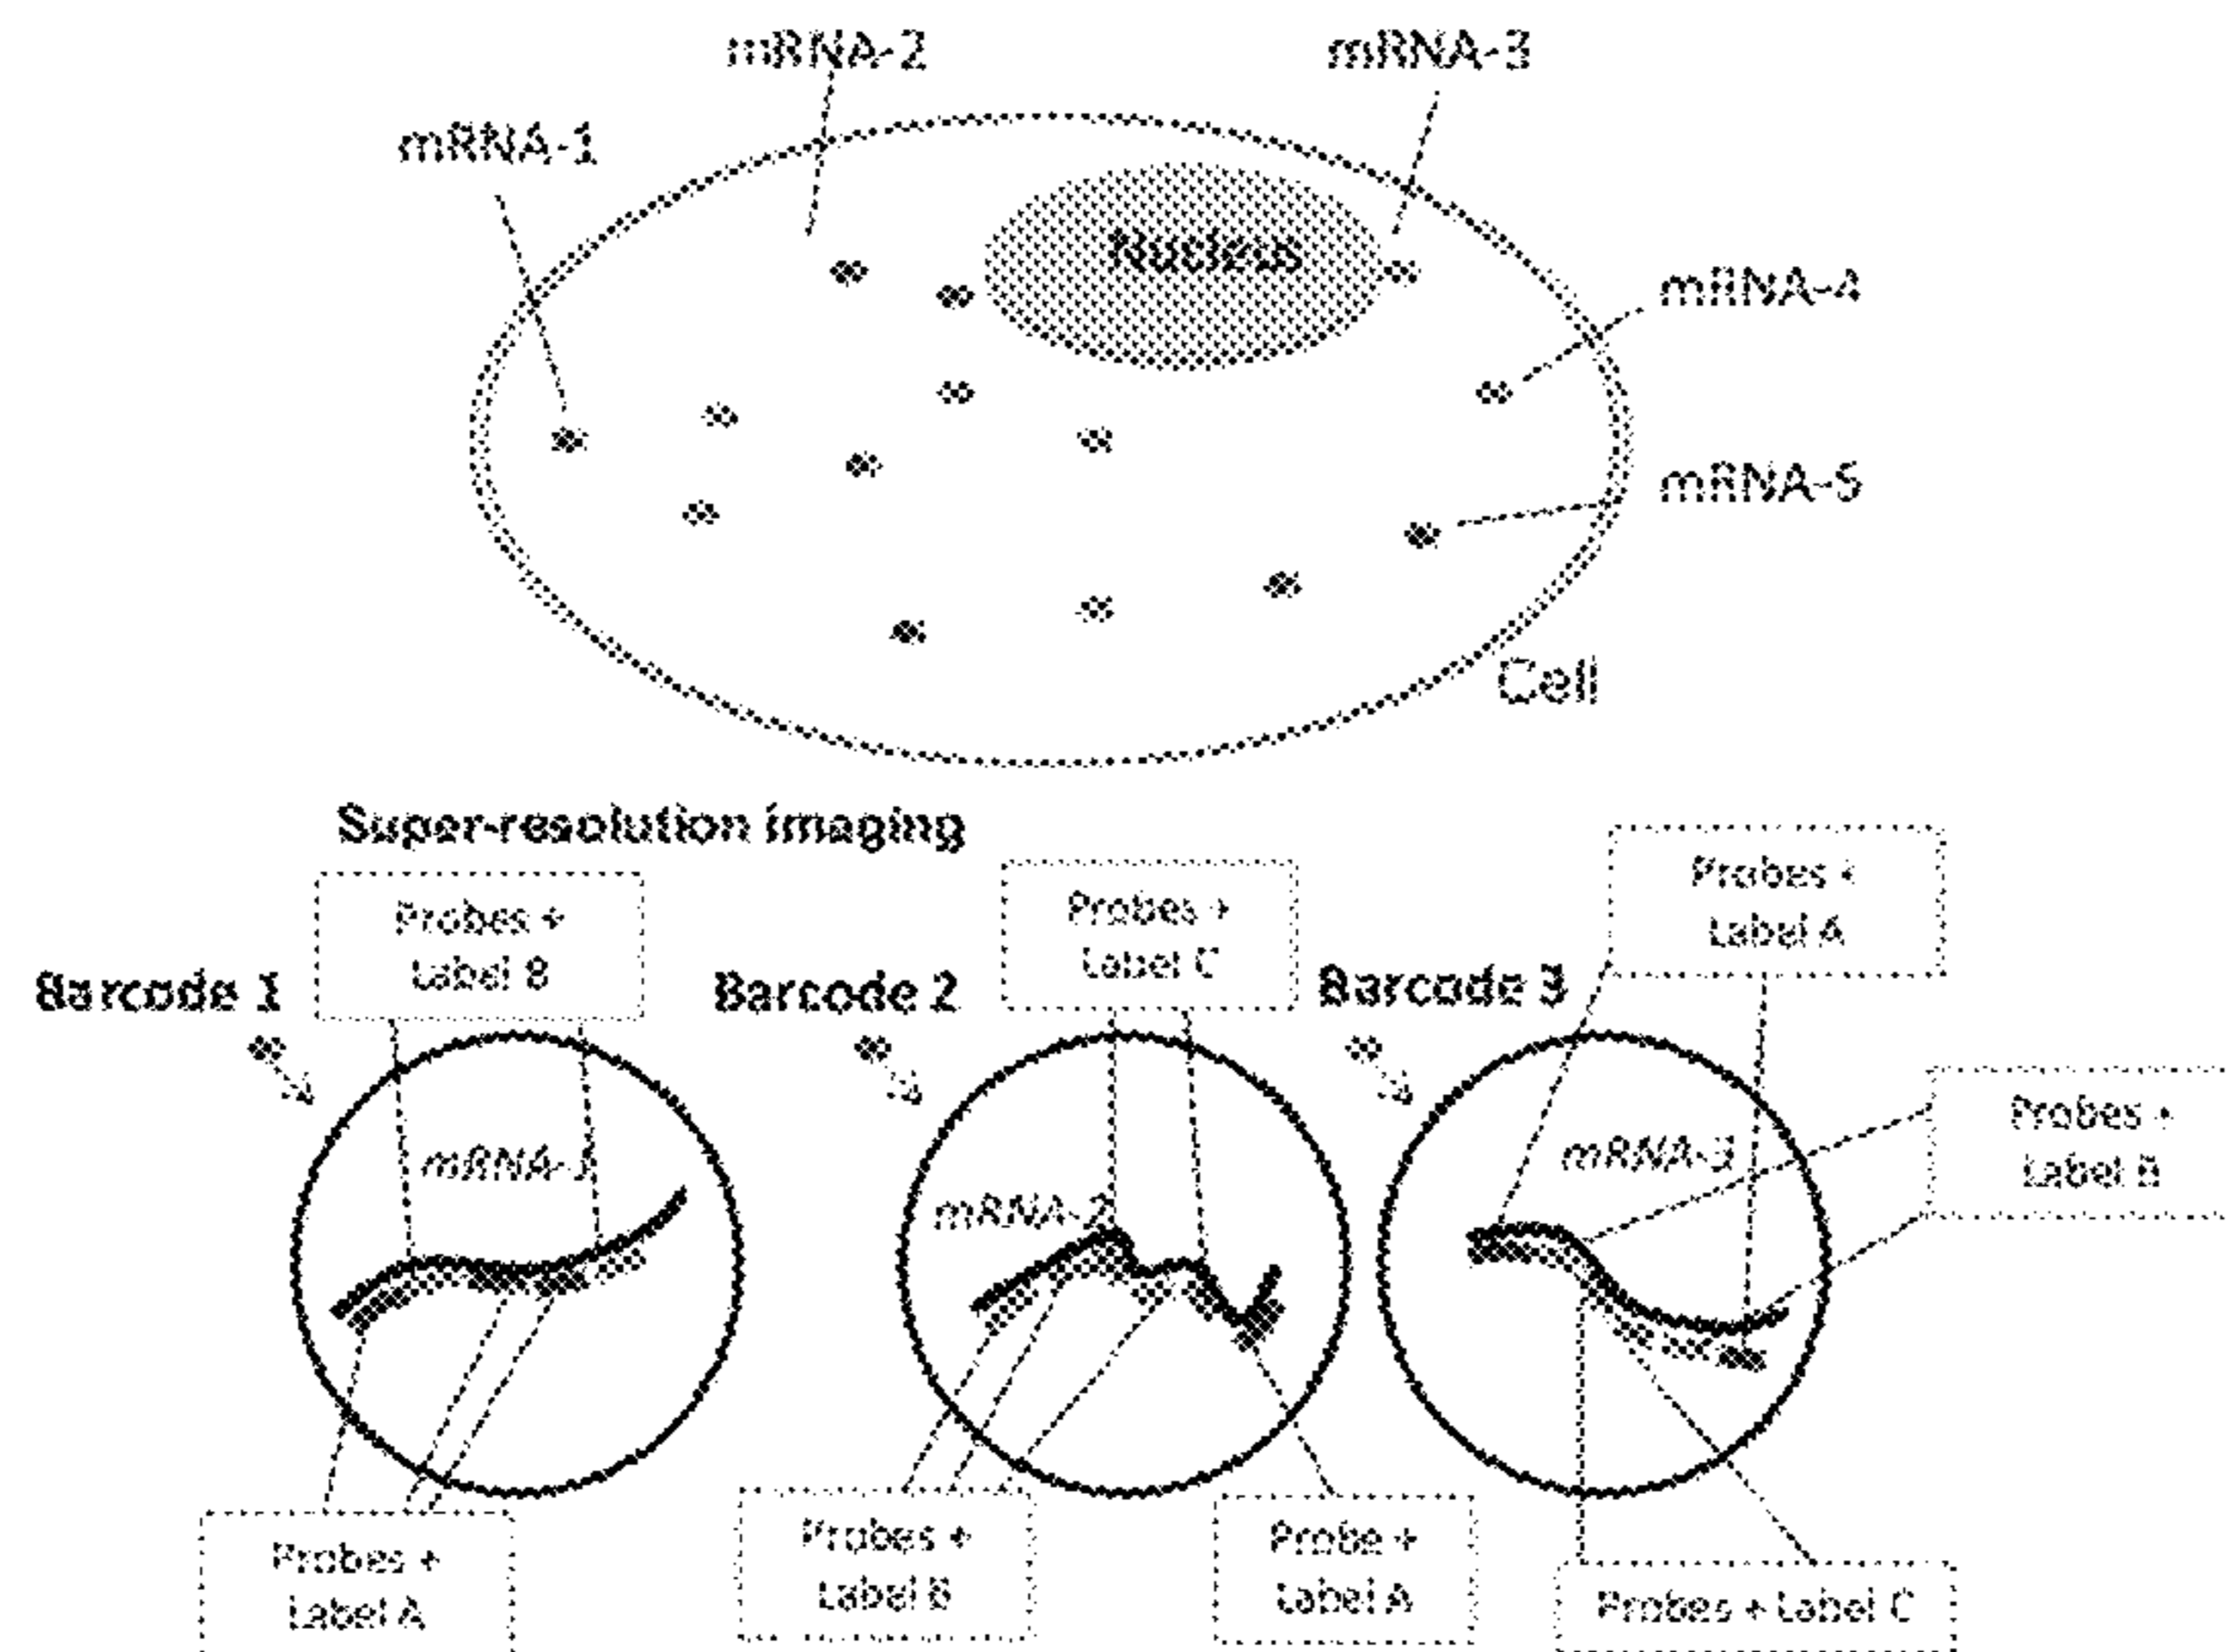 mRNA-2
mRNA-3
mRNA-1
Nucleus
mRNA-4
mRNA-5
Cell
Super-resolution imaging
Probes +
Label B
Probes +
Label C
Probes +
Label A
Barcode 1
Barcode 2
Barcode 3
Probes +
Label B
mRNA-1
mRNA-2
mRNA-3
Probes +
Label A
Probes +
Label B
Probe +
Label A
Probes + Label C